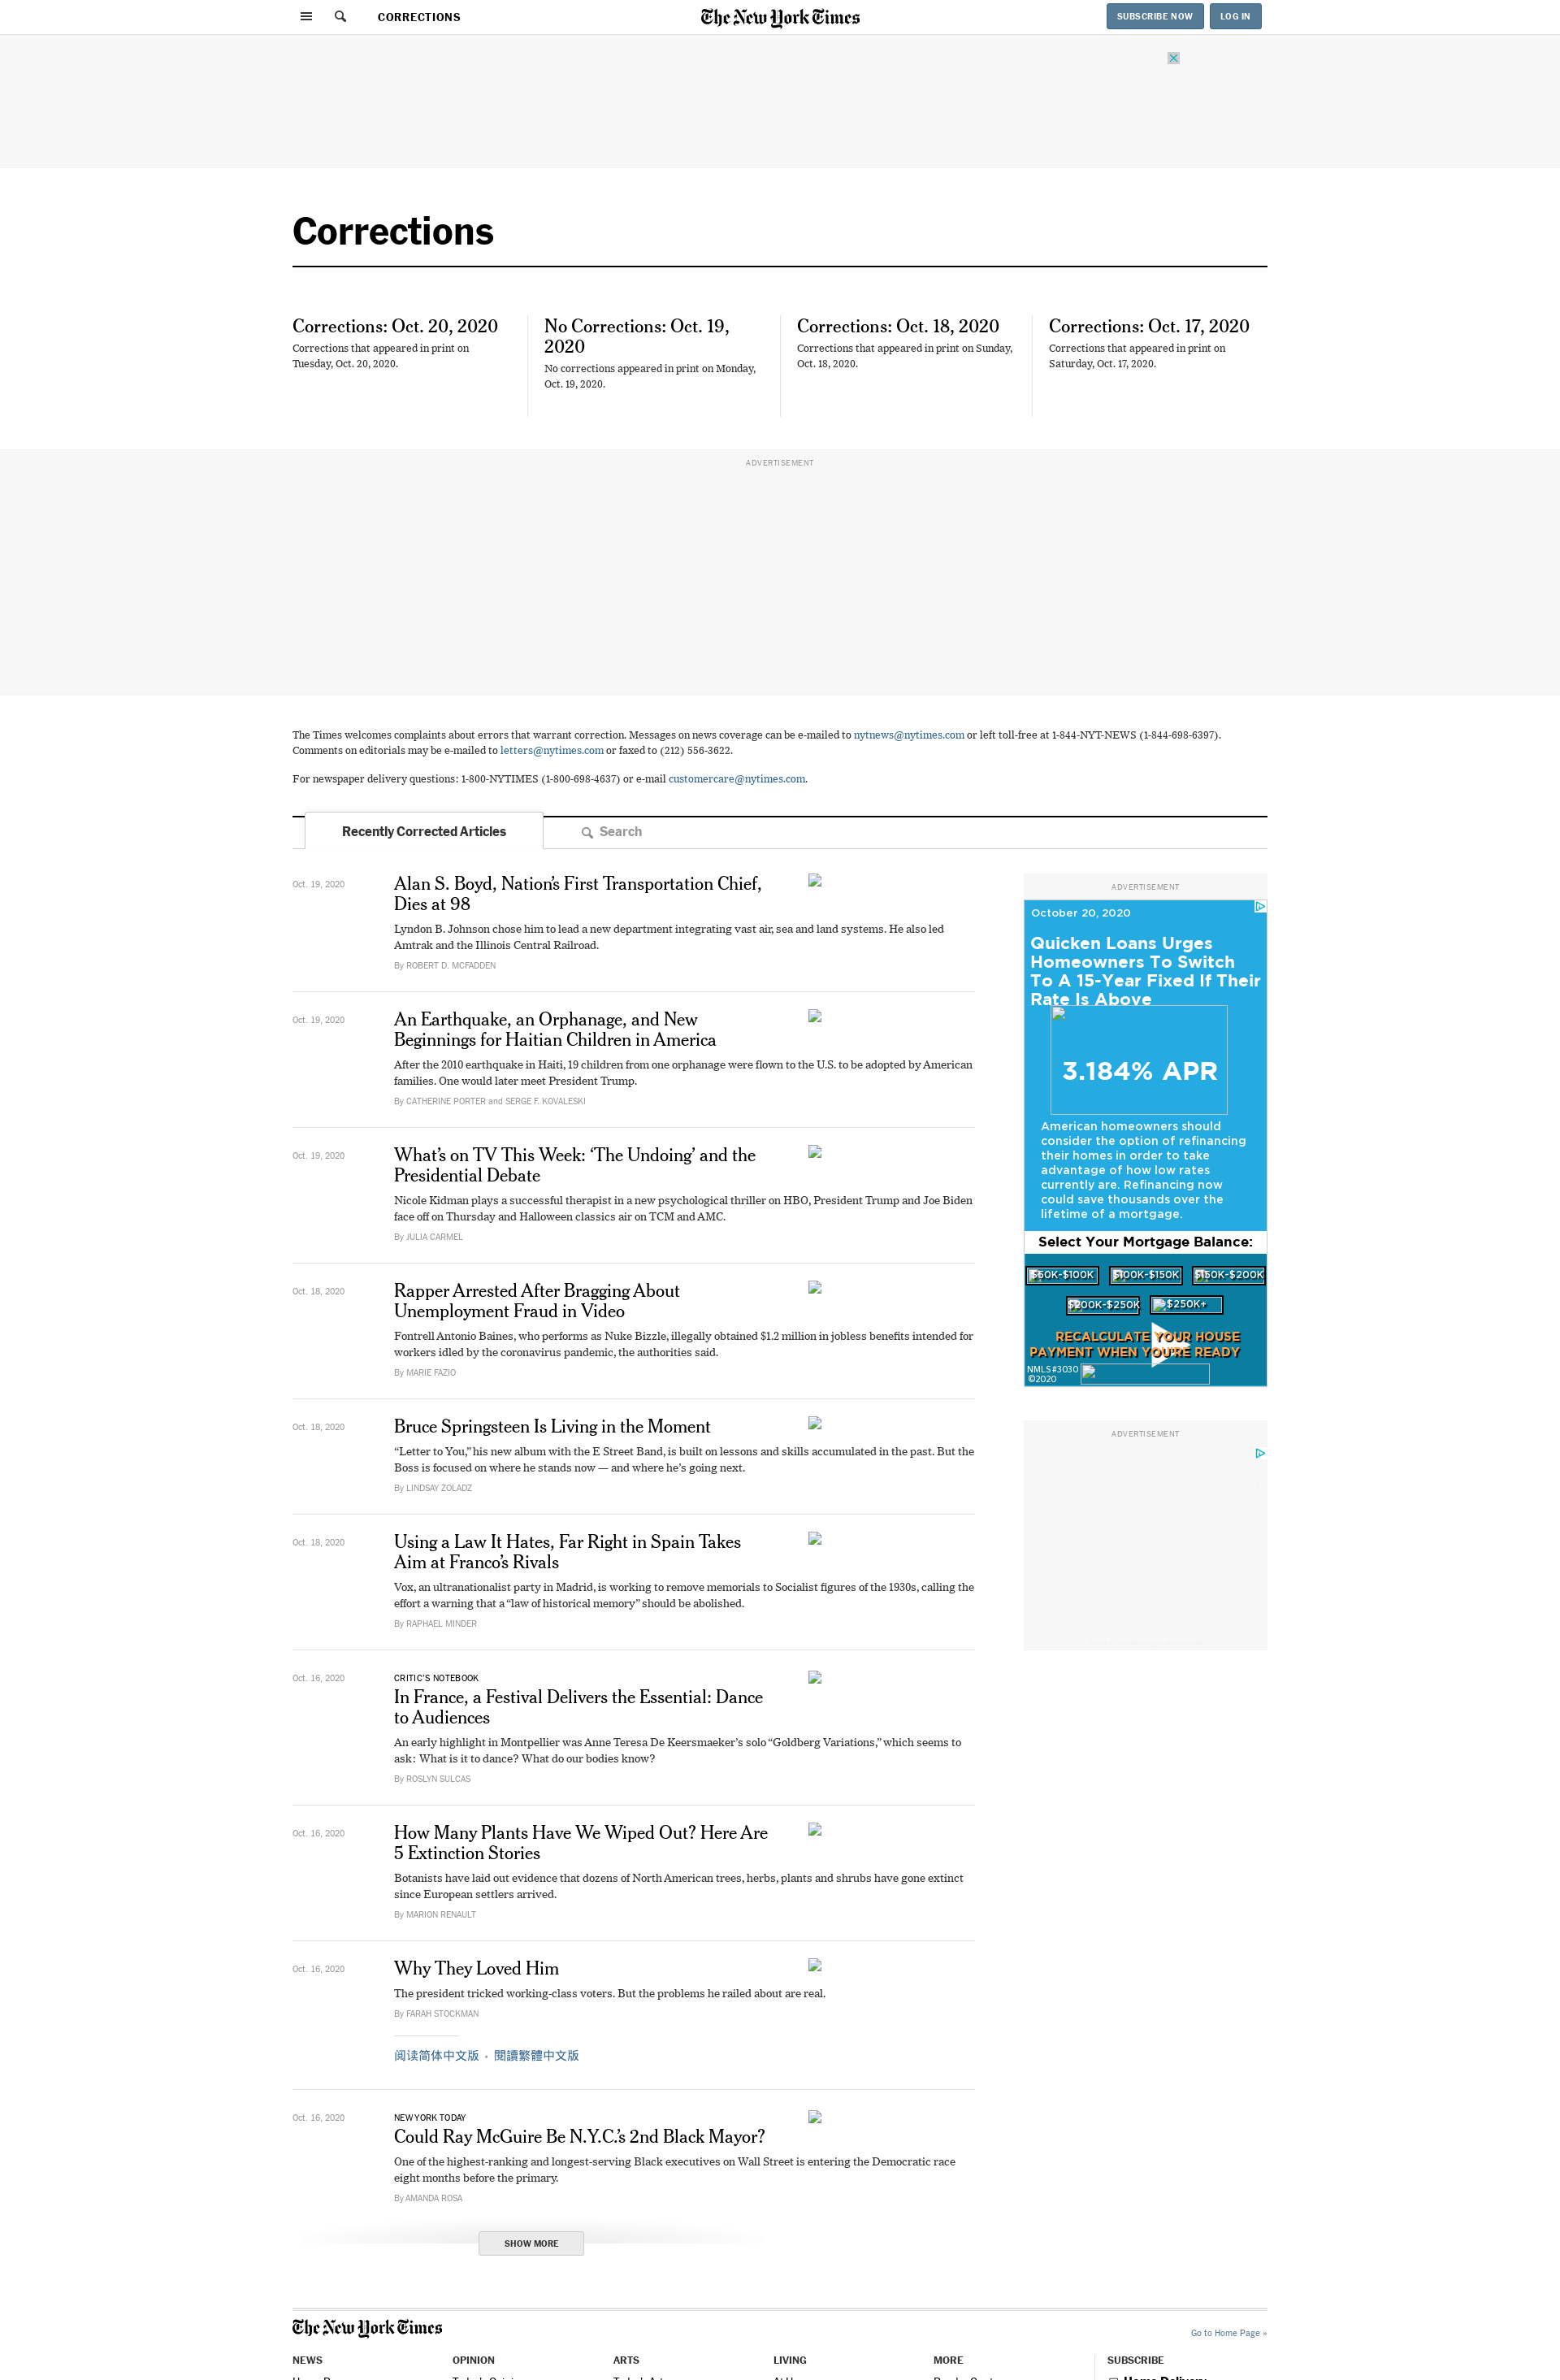 CORRECTIONS
The New York Times
SUBSCRIBE NOW
LOG IN
Corrections
Corrections: Oct. 20, 2020
Corrections that appeared in print on
Tuesday, Oct. 20, 2020.
No Corrections: Oct. 19,
2020
No corrections appeared in print on Monday,
Oct. 19, 2020.
Corrections: Oct. 18, 2020
Corrections that appeared in print on Sunday,
Oct. 18, 2020.
Corrections: Oct. 17, 2020
Corrections that appeared in print on
Saturday, Oct. 17, 2020.
ADVERTISEMENT
The Times welcomes complaints about errors that warrant correction. Messages on news coverage can be e-mailed to nytnews@nytimes.com or left toll-free at 1-844-NYT-NEWS (1-844-698-6397).
Comments on editorials may be e-mailed to letters@nytimes.com or faxed to (212) 556-3622.
For newspaper delivery questions: 1-800-NYTIMES (1-800-698-4637) or e-mail customercare@nytimes.com.
Recently Corrected Articles
Search
Oct. 19, 2020
Alan S. Boyd, Nation’s First Transportation Chief,
Dies at 98
Lyndon B. Johnson chose him to lead a new department integrating vast air, sea and land systems. He also led
Amtrak and the Illinois Central Railroad.
By ROBERT D. MCFADDEN
Oct. 19, 2020
An Earthquake, an Orphanage, and New
Beginnings for Haitian Children in America
After the 2010 earthquake in Haiti, 19 children from one orphanage were flown to the U.S. to be adopted by American
families. One would later meet President Trump.
By CATHERINE PORTER and SERGE F. KOVALESKI
Oct. 19, 2020
What’s on TV This Week: ‘The Undoing’ and the
Presidential Debate
Nicole Kidman plays a successful therapist in a new psychological thriller on HBO, President Trump and Joe Biden
face off on Thursday and Halloween classics air on TCM and AMC.
By JULIA CARMEL
Oct. 18, 2020
Rapper Arrested After Bragging About
Unemployment Fraud in Video
Fontrell Antonio Baines, who performs as Nuke Bizzle, illegally obtained $1.2 million in jobless benefits intended for
workers idled by the coronavirus pandemic, the authorities said.
By MARIE FAZIO
Oct. 18, 2020
Bruce Springsteen Is Living in the Moment
“Letter to You,” his new album with the E Street Band, is built on lessons and skills accumulated in the past. But the
Boss is focused on where he stands now — and where he’s going next.
By LINDSAY ZOLADZ
Oct. 18, 2020
Using a Law It Hates, Far Right in Spain Takes
Aim at Franco’s Rivals
Vox, an ultranationalist party in Madrid, is working to remove memorials to Socialist figures of the 1930s, calling the
effort a warning that a “law of historical memory” should be abolished.
By RAPHAEL MINDER
Oct. 16, 2020
CRITIC’S NOTEBOOK
In France, a Festival Delivers the Essential: Dance
to Audiences
An early highlight in Montpellier was Anne Teresa De Keersmaeker’s solo “Goldberg Variations,” which seems to
ask: What is it to dance? What do our bodies know?
By ROSLYN SULCAS
Oct. 16, 2020
How Many Plants Have We Wiped Out? Here Are
5 Extinction Stories
Botanists have laid out evidence that dozens of North American trees, herbs, plants and shrubs have gone extinct
since European settlers arrived.
By MARION RENAULT
Oct. 16, 2020
Why They Loved Him
The president tricked working-class voters. But the problems he railed about are real.
By FARAH STOCKMAN
阅读简体中文版 • 閱讀繁體中文版
Oct. 16, 2020
NEW YORK TODAY
Could Ray McGuire Be N.Y.C.’s 2nd Black Mayor?
One of the highest-ranking and longest-serving Black executives on Wall Street is entering the Democratic race
eight months before the primary.
By AMANDA ROSA
SHOW MORE
ADVERTISEMENT
October 20, 2020
Quicken Loans Urges
Homeowners To Switch
To A 15-Year Fixed If Their
Rate Is Above
3.184% APR
American homeowners should
consider the option of refinancing
their homes in order to take
advantage of how low rates
currently are. Refinancing now
could save thousands over the
lifetime of a mortgage.
Select Your Mortgage Balance:
$50K-$100K
$100K-$150K
$150K-$200K
$200K-$250K
$250K+
RECALCULATE YOUR HOUSE
PAYMENT WHEN YOU'RE READY
NMLS#3030
©2020
ADVERTISEMENT
The New York Times
Go to Home Page »
NEWS
OPINION
ARTS
LIVING
MORE
SUBSCRIBE